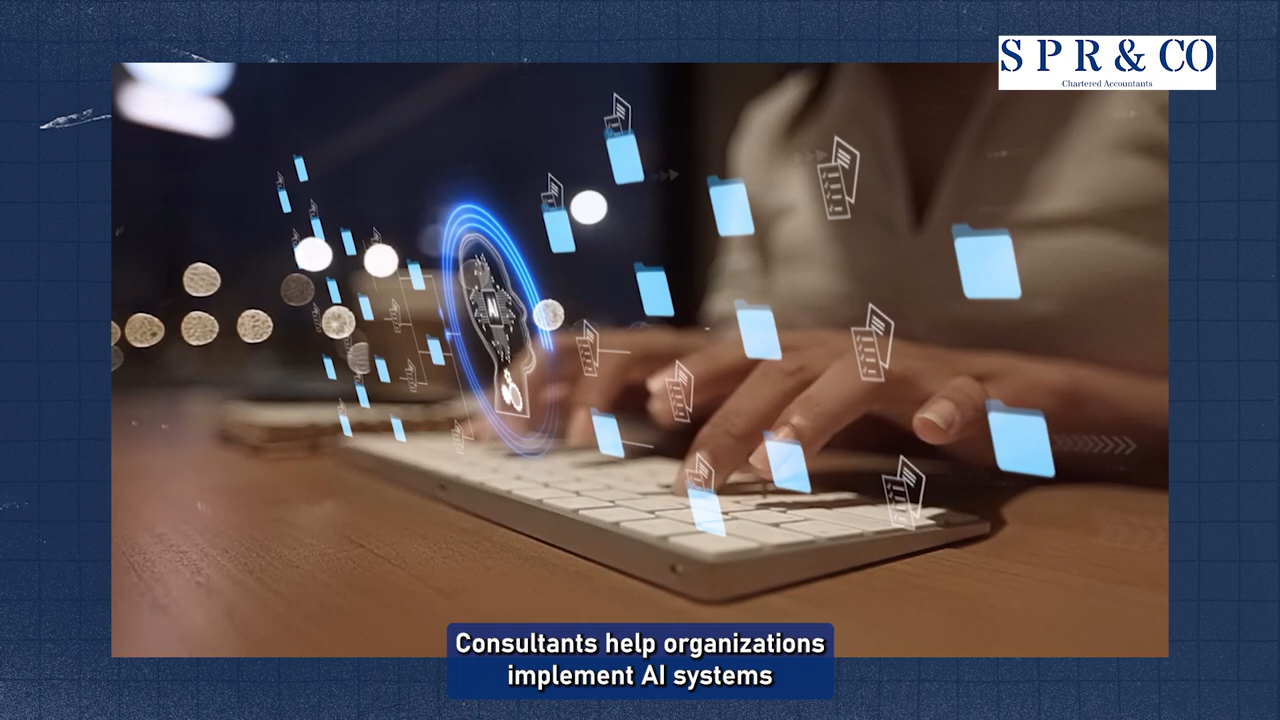 S P R & CO
Chartered Accountants
Consultants help organizations
implement AI systems